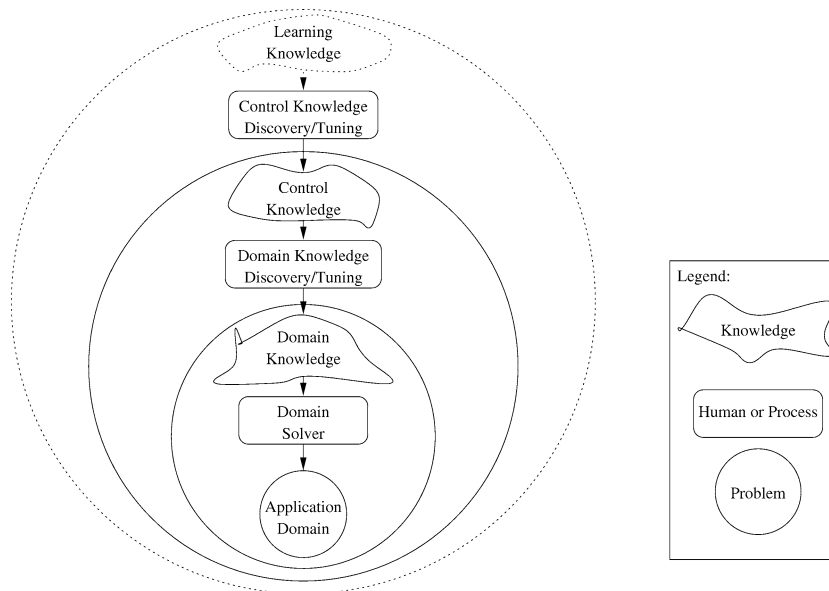 Learning
Knowledge
Control Knowledge
Discovery/Tuning
Control
Knowledge
Domain Knowledge
Discovery/Tuning
Domain
Knowledge
Domain
Solver
Application
Domain
Legend:
Knowledge
Human or Process
Problem